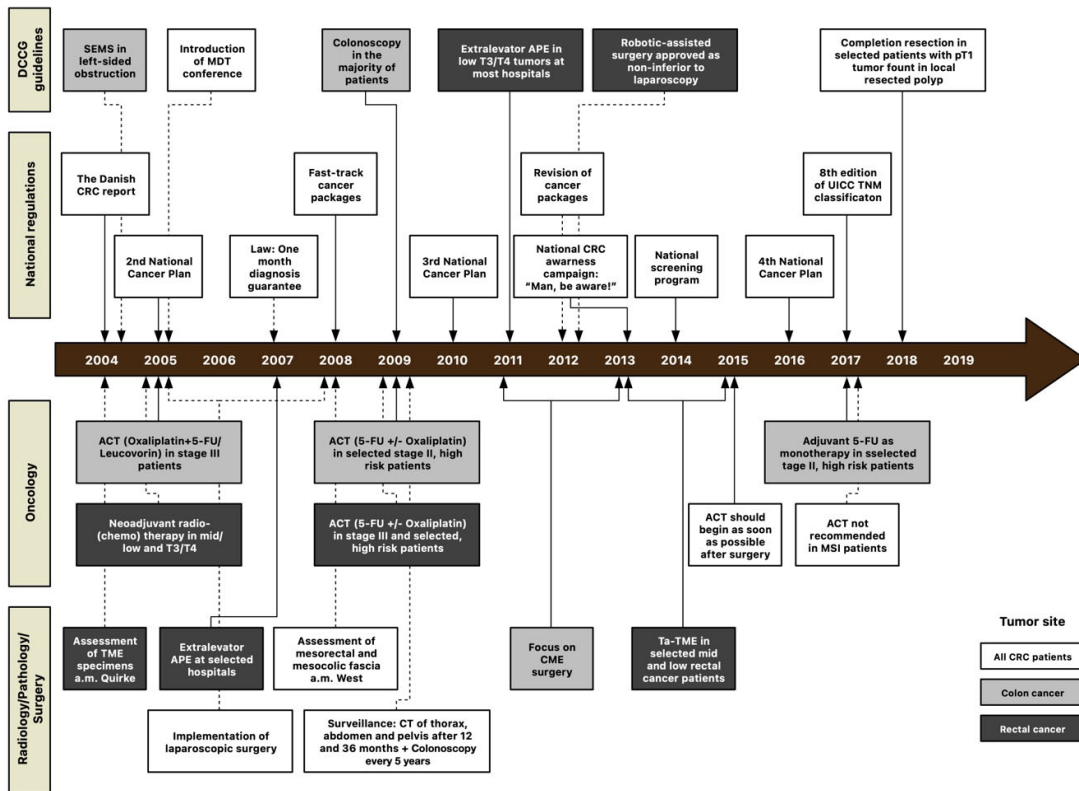 DCCG
guidelines
SEMS in
left-sided
obstruction
Introduction
of MDT
conference
Colonoscopy
in the
majority of
patients
Extralevator APE in
low T3/T4 tumors at
most hospitals
Robotic-assisted
surgery approved as
non-inferior to
laparoscopy
Completion resection in
selected patients with pT1
tumor fount in local
resected polyp
National regulations
The Danish
CRC report
Fast-track
cancer
packages
Revision of
cancer
packages
8th edition
of UICC TNM
classificaton
2nd National
Cancer Plan
Law: One
month
diagnosis
guarantee
3rd National
Cancer Plan
National CRC
awarness
campaign:
“Man, be aware!”
National
screening
program
4th National
Cancer Plan
2004 2005 2006 2007 2008 2009 2010 2011 2012 2013 2014 2015 2016 2017 2018 2019
Oncology
ACT (Oxaliplatin+5-FU/
Leucovorin) in stage III
patients
ACT (5-FU +/- Oxaliplatin)
in selected stage II, high
risk patients
Adjuvant 5-FU as
monotherapy in sselected
tage II, high risk patients
Neoadjuvant radio-
(chemo) therapy in mid/
low and T3/T4
ACT (5-FU +/- Oxaliplatin)
in stage III and selected,
high risk patients
ACT should
begin as soon
as possible
after surgery
ACT not
recommended
in MSI patients
Radiology/Pathology/
Surgery
Assessment
of TME
specimens
a.m. Quirke
Extralevator
APE at selected
hospitals
Assessment of
mesorectal and
mesocolic fascia
a.m. West
Focus on
CME
surgery
Ta-TME in
selected mid
and low rectal
cancer patients
Implementation of
laparoscopic surgery
Surveillance: CT of thorax,
abdomen and pelvis after 12
and 36 months + Colonoscopy
every 5 years
Tumor site
All CRC patients
Colon cancer
Rectal cancer